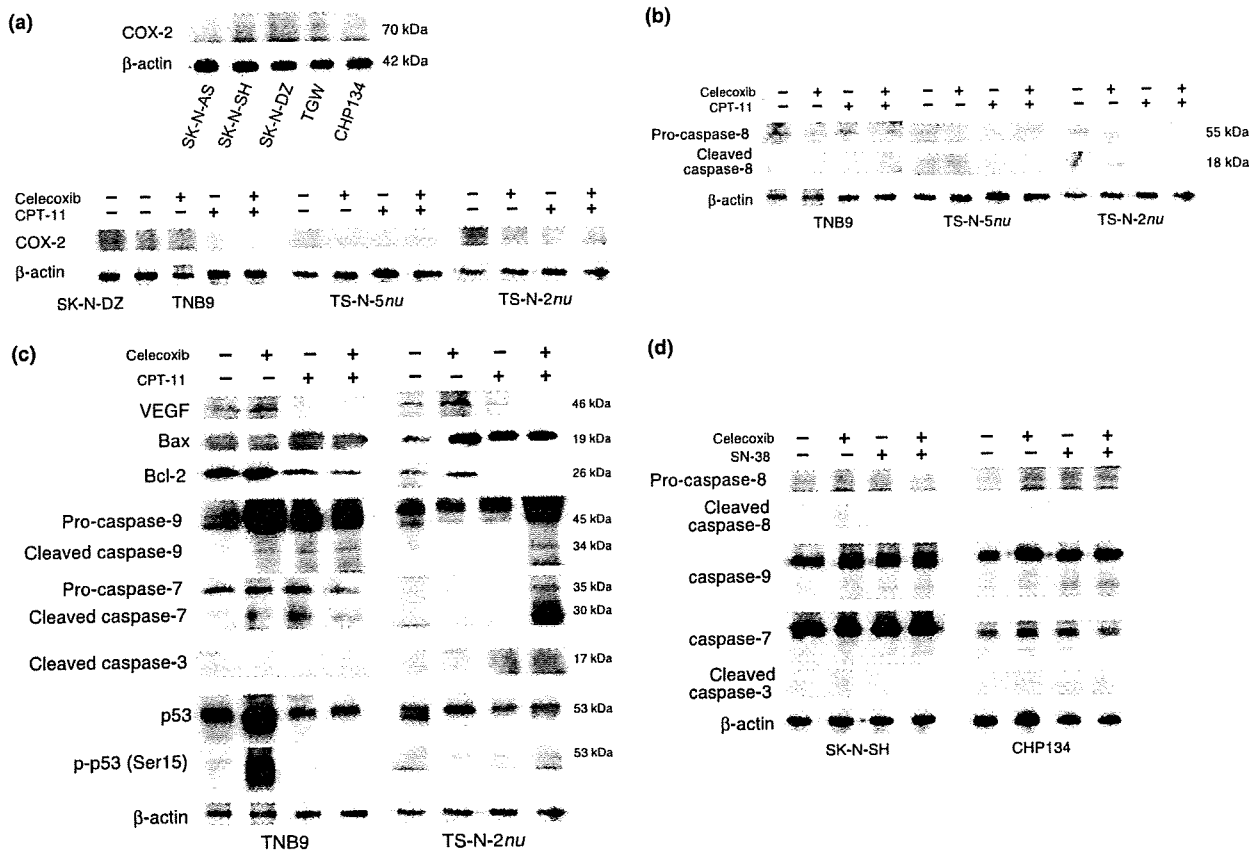 (a)
COX-2 70 kDa
β-actin 42 kDa
SK-N-AS SK-N-SH SK-N-DZ TGW CHP134
Celecoxib – – + – + – + – + – + – +
CPT-11 – – – + + – – + + – – + +
COX-2
β-actin
SK-N-DZ TNB9 TS-N-5nu TS-N-2nu
(b)
Celecoxib – + – + – + – + – + – +
CPT-11 – – + + – – + + – – + +
Pro-caspase-8 55 kDa
Cleaved
caspase-8 18 kDa
β-actin
TNB9 TS-N-5nu TS-N-2nu
(c)
Celecoxib – + – + – + – +
CPT-11 – – + + – – + +
VEGF 46 kDa
Bax 19 kDa
Bcl-2 26 kDa
Pro-caspase-9 45 kDa
Cleaved caspase-9 34 kDa
Pro-caspase-7 35 kDa
Cleaved caspase-7 30 kDa
Cleaved caspase-3 17 kDa
p53 53 kDa
p-p53 (Ser15) 53 kDa
β-actin
TNB9 TS-N-2nu
(d)
Celecoxib – + – + – + – +
SN-38 – – + + – – + +
Pro-caspase-8
Cleaved
caspase-8
caspase-9
caspase-7
Cleaved
caspase-3
β-actin
SK-N-SH CHP134